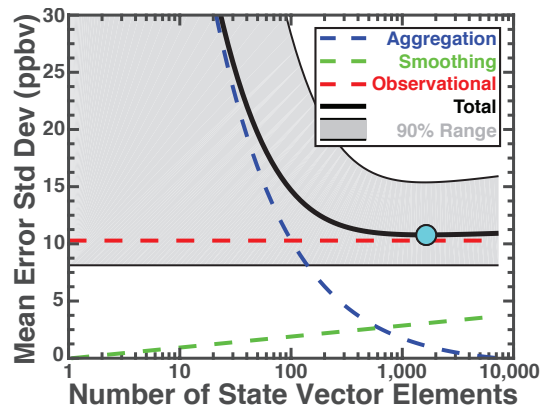 Mean Error Std Dev (ppbv)
30
25
20
15
10
5
0
Aggregation
Smoothing
Observational
Total
90% Range
1 10 100 1,000 10,000
Number of State Vector Elements